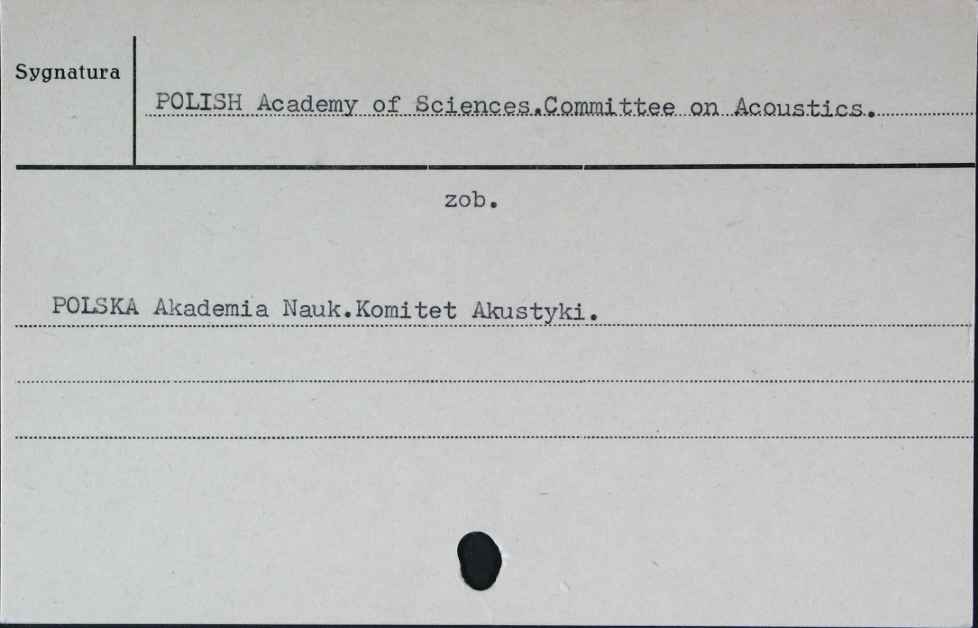 Sygnatura
POLISH Academy of Sciences.Committee on Acoustics.
zob.
POLSKA Akademia Nauk.Komitet Akustyki.